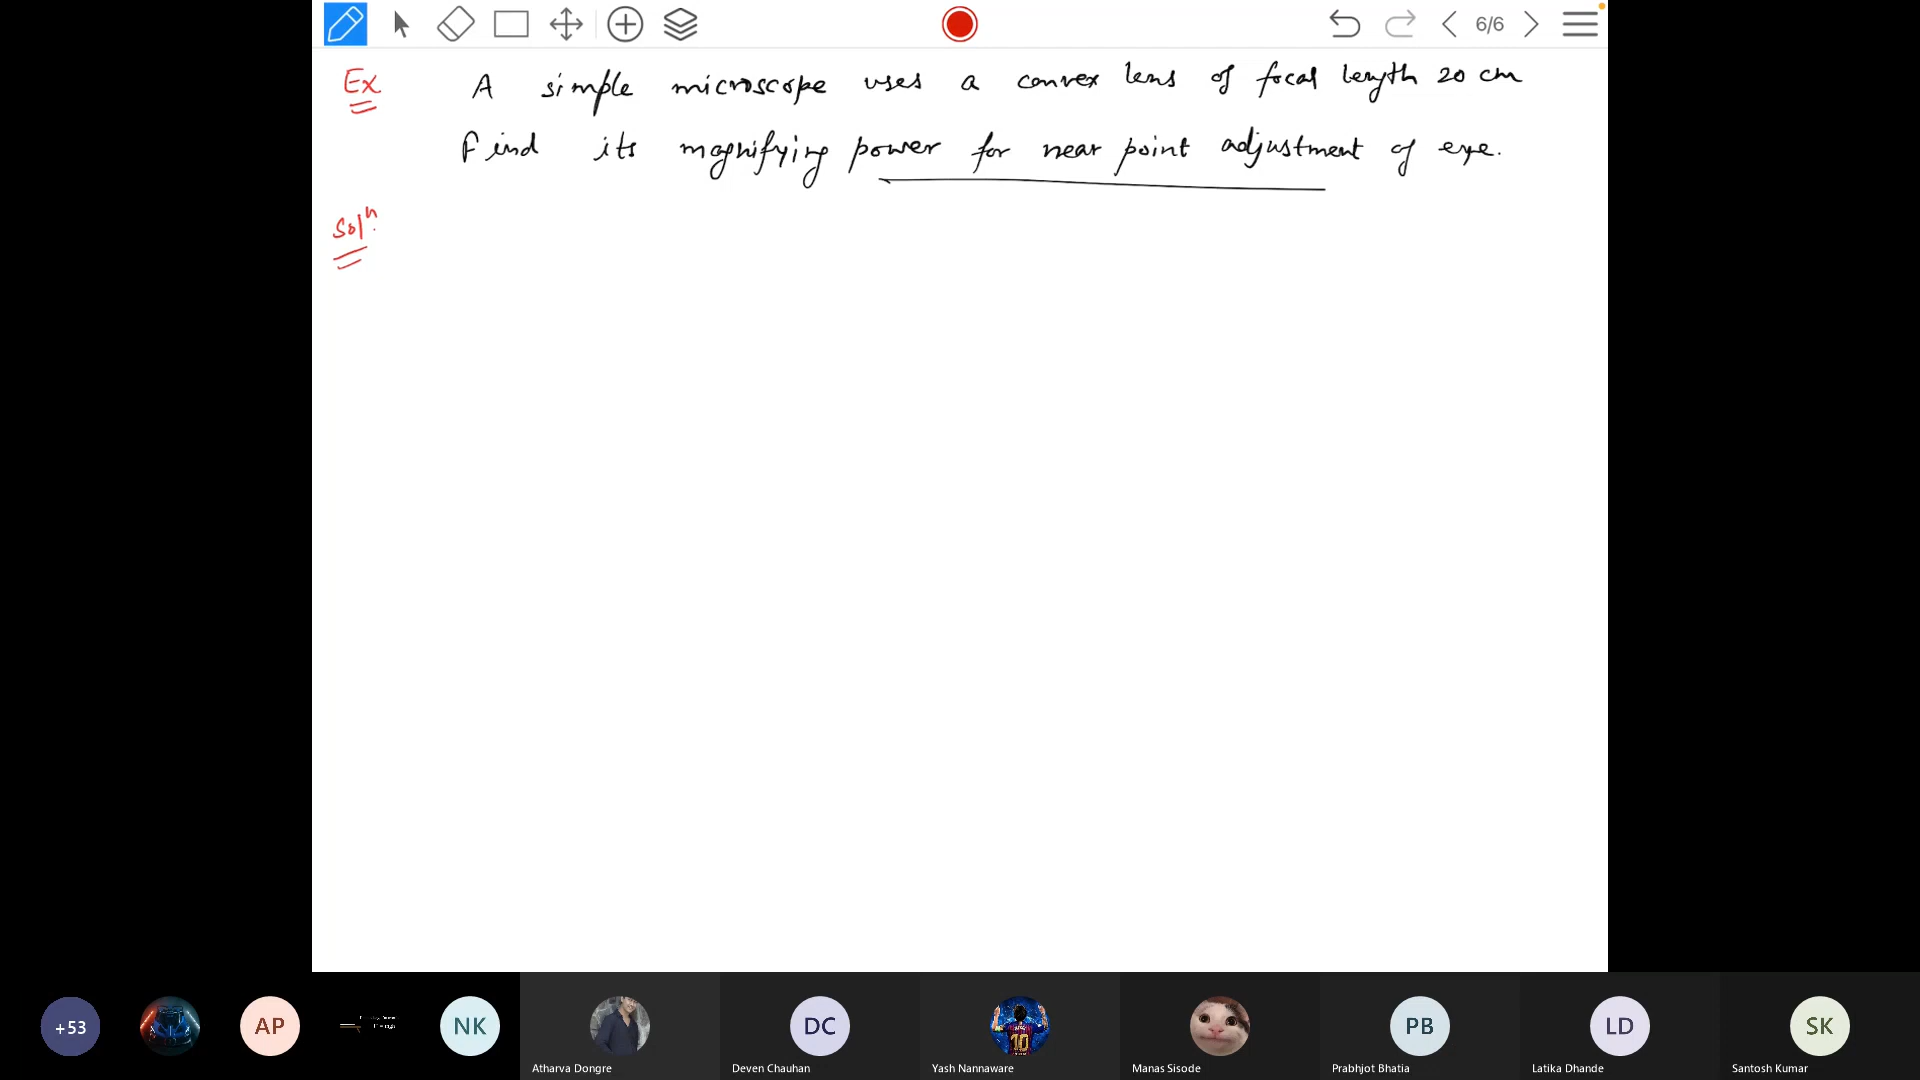 6/6
Ex A simple microscope uses a convex lens of focal length 20 cm
Find its magnifying power for near point adjustment of eye.
Solⁿ.
+53
AP
NK
DC
10
PB
LD
SK
Atharva Dongre
Deven Chauhan
Yash Nannaware
Manas Sisode
Prabhjot Bhatia
Latika Dhande
Santosh Kumar